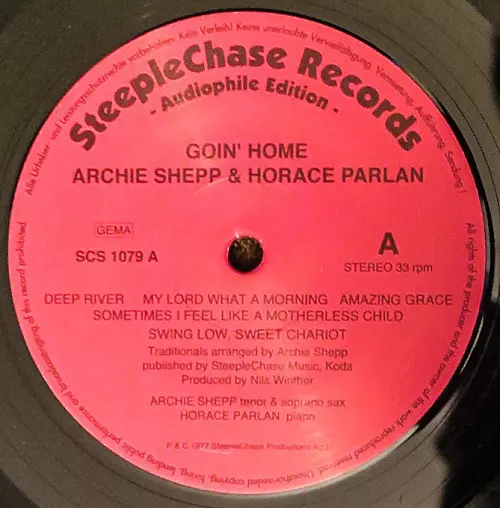 Alle Urheber- und Leistungsschutzrechte vorbehalten. Kein Verleih! Keine unerlaubte Vervielfältigung, Vermietung, Aufführung, Sendung!
SteepleChase Records
- Audiophile Edition -
GOIN' HOME
ARCHIE SHEPP & HORACE PARLAN
GEMA
A
SCS 1079 A
STEREO 33 rpm
DEEP RIVER MY LORD WHAT A MORNING AMAZING GRACE
SOMETIMES I FEEL LIKE A MOTHERLESS CHILD
SWING LOW, SWEET CHARIOT
Traditionals arranged by Archie Shepp
published by SteepleChase Music, Koda
Produced by Nils Winther
ARCHIE SHEPP tenor & soprano sax
HORACE PARLAN piano
P & C 1977 SteepleChase Productions
All rights of the producer and the owner of the work reproduced reserved. Unauthorized copying, hiring, lending, public performance and broadcasting of this record prohibited.